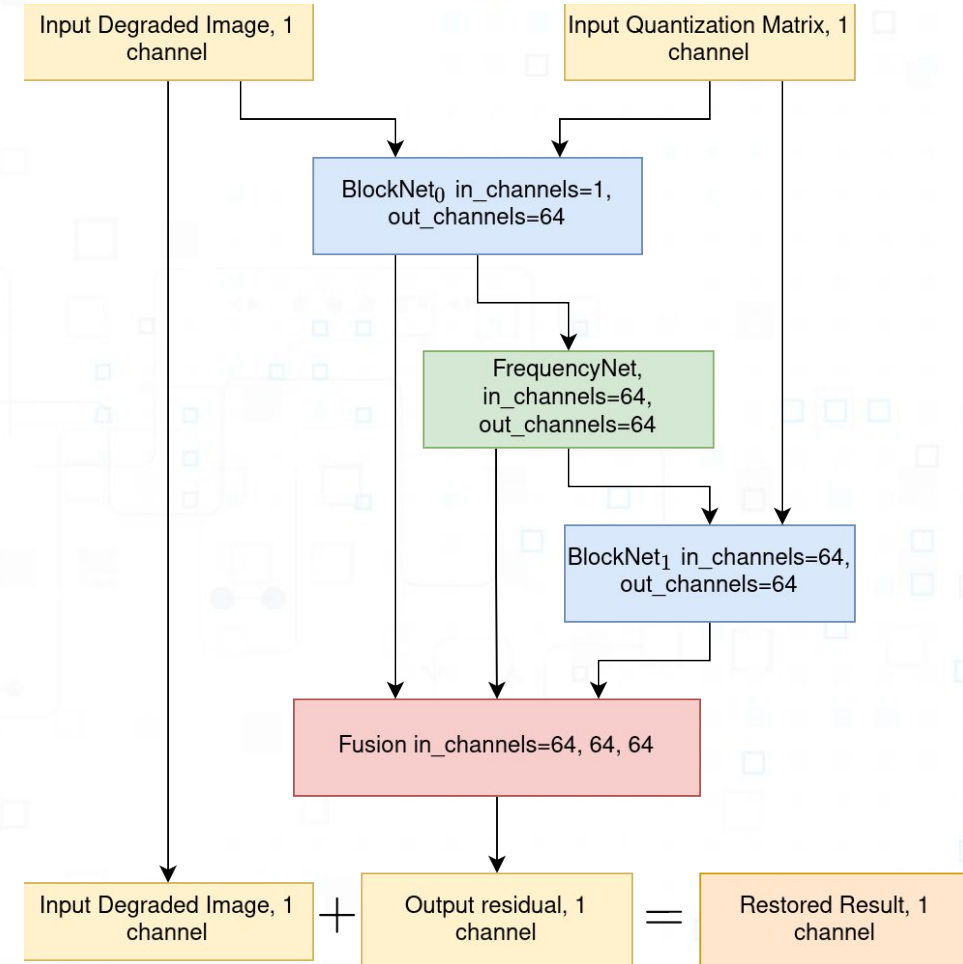 Input Degraded Image, 1
channel
Input Quantization Matrix, 1
channel
BlockNet₀ in_channels=1,
out_channels=64
FrequencyNet,
in_channels=64,
out_channels=64
BlockNet₁ in_channels=64,
out_channels=64
Fusion in_channels=64, 64, 64
Input Degraded Image, 1
channel
+
Output residual, 1
channel
=
Restored Result, 1
channel